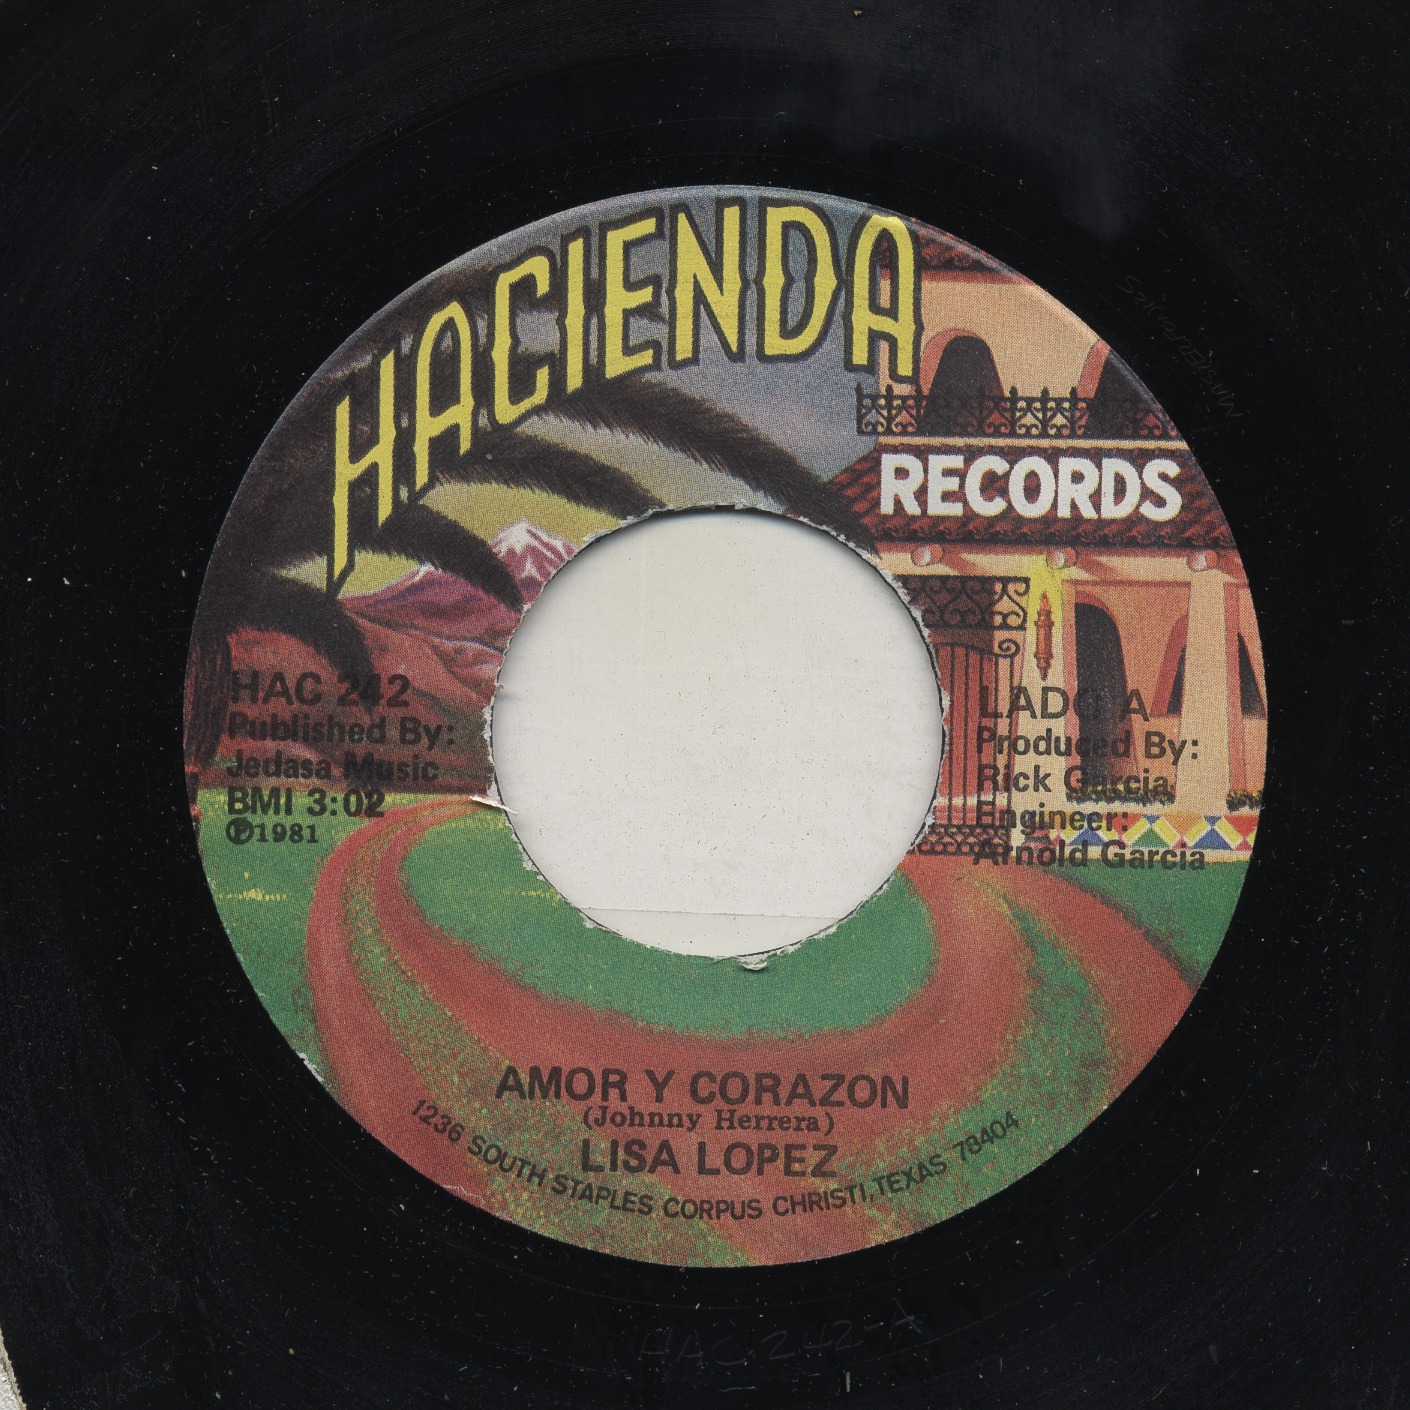 HACIENDA
RECORDS
HAC 242
Published By:
Jedasa Music
BMI 3:02
℗1981
LADO A
Produced By:
Rick Garcia
Engineer:
Arnold Garcia
AMOR Y CORAZON
(Johnny Herrera)
LISA LOPEZ
1236 SOUTH STAPLES CORPUS CHRISTI, TEXAS 78404
HAC-242-A